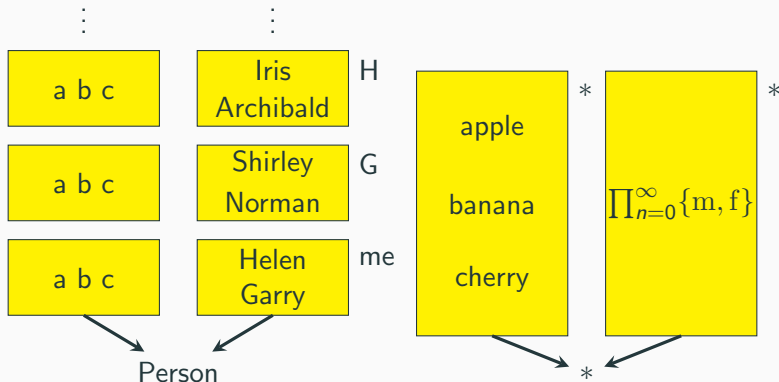 ⋮ ⋮
a b c
Iris
Archibald
H
a b c
Shirley
Norman
G
a b c
Helen
Garry
me
Person
apple
banana
cherry
*
∏_{n=0}^{∞}{m, f}
*
*